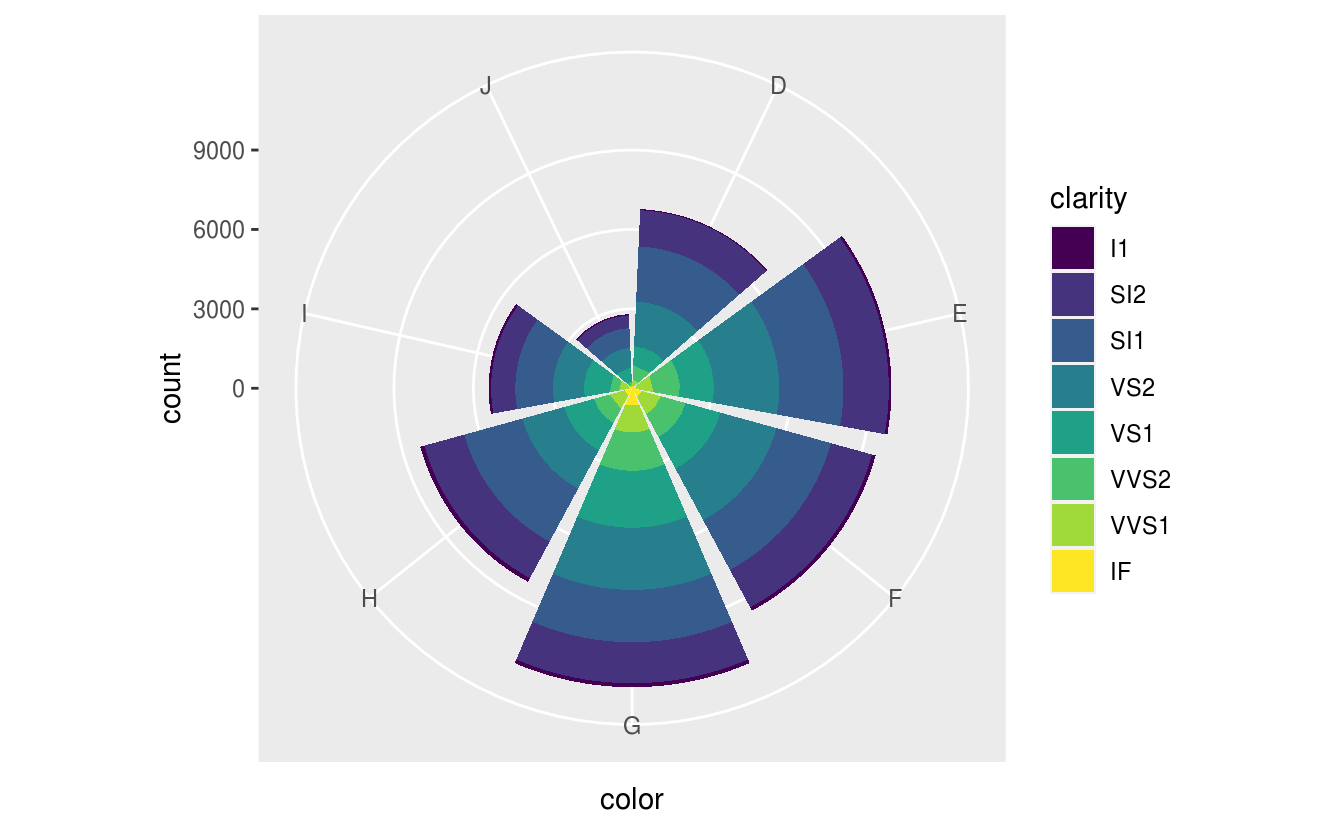 J
D
9000
6000
3000
0
count
I
E
H
F
G
color
clarity
I1
SI2
SI1
VS2
VS1
VVS2
VVS1
IF